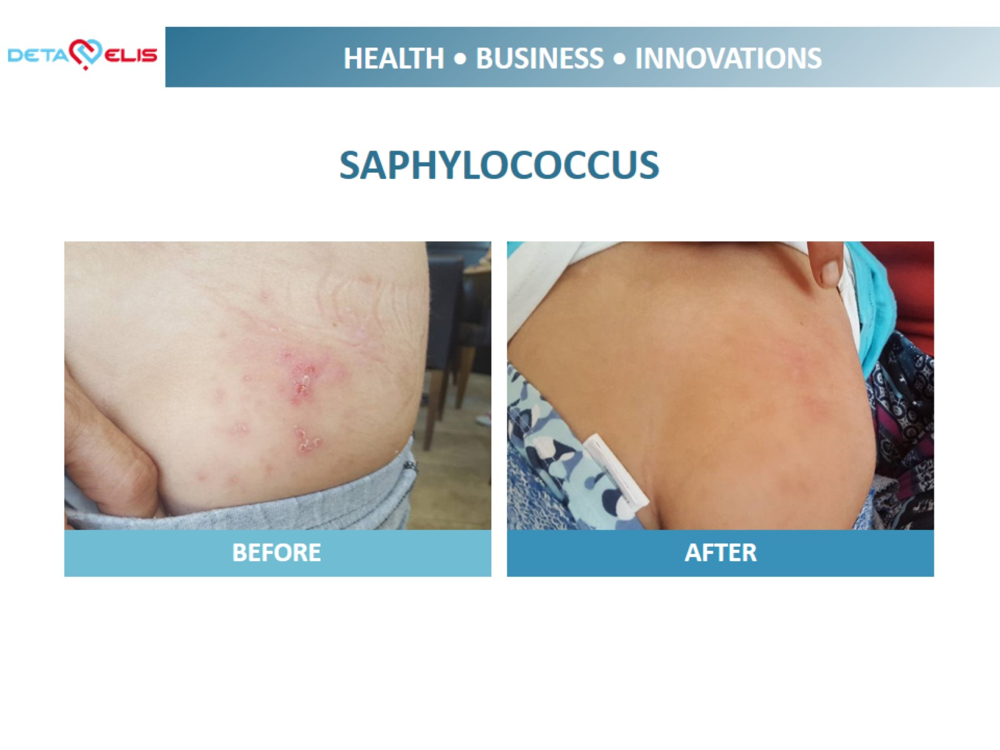 DETA ELIS
HEALTH • BUSINESS • INNOVATIONS
SAPHYLOCOCCUS
BEFORE
AFTER